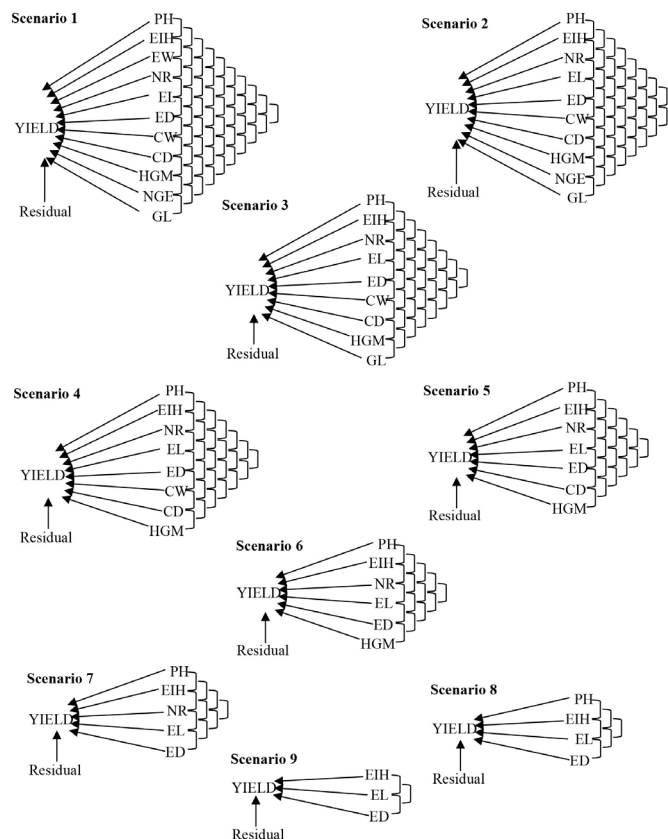 Scenario 1
PH
EIH
EW
NR
EL
ED
CW
CD
HGM
NGE
GL
YIELD
Residual
Scenario 2
PH
EIH
NR
EL
ED
CW
CD
HGM
NGE
GL
YIELD
Residual
Scenario 3
PH
EIH
NR
EL
ED
CW
CD
HGM
GL
YIELD
Residual
Scenario 4
PH
EIH
NR
EL
ED
CW
CD
HGM
YIELD
Residual
Scenario 5
PH
EIH
NR
EL
ED
CD
HGM
YIELD
Residual
Scenario 6
PH
EIH
NR
EL
ED
HGM
YIELD
Residual
Scenario 7
PH
EIH
NR
EL
ED
YIELD
Residual
Scenario 8
PH
EIH
EL
ED
YIELD
Residual
Scenario 9
EIH
EL
ED
YIELD
Residual